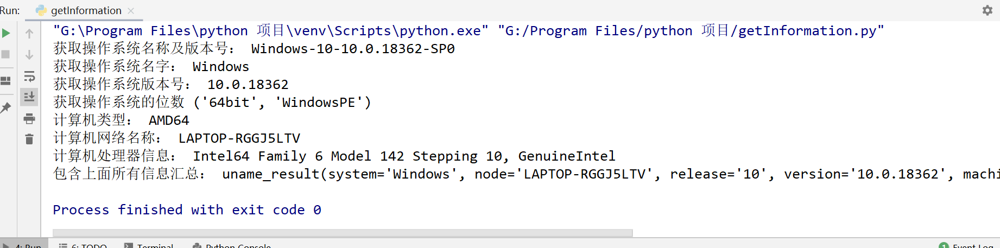 Run: getInformation
"G:\Program Files\python 项目\venv\Scripts\python.exe" "G:/Program Files/python 项目/getInformation.py"
获取操作系统名称及版本号： Windows-10-10.0.18362-SP0
获取操作系统名字： Windows
获取操作系统版本号： 10.0.18362
获取操作系统的位数 ('64bit', 'WindowsPE')
计算机类型： AMD64
计算机网络名称： LAPTOP-RGGJ5LTV
计算机处理器信息： Intel64 Family 6 Model 142 Stepping 10, GenuineIntel
包含上面所有信息汇总： uname_result(system='Windows', node='LAPTOP-RGGJ5LTV', release='10', version='10.0.18362', machi
Process finished with exit code 0
4: Run 6: TODO Terminal Python Console 1 Event Log